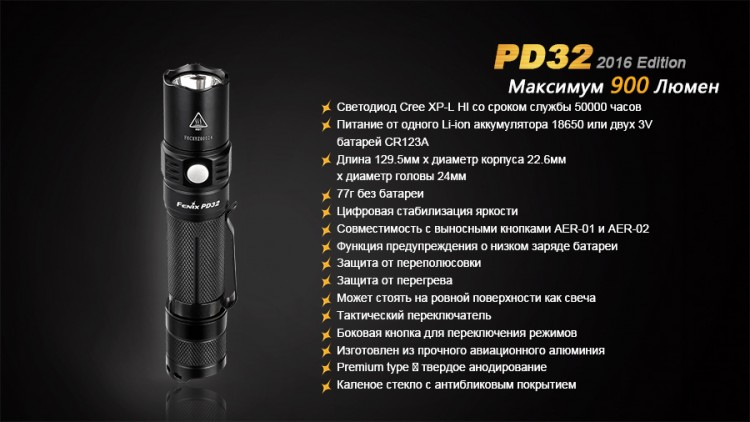 PD32 2016 Edition
Максимум 900 Люмен
Светодиод Cree XP-L HI со сроком службы 50000 часов
Питание от одного Li-ion аккумулятора 18650 или двух 3V
батарей CR123A
Длина 129.5мм x диаметр корпуса 22.6мм
x диаметр головы 24мм
77г без батареи
Цифровая стабилизация яркости
Совместимость с выносными кнопками AER-01 и AER-02
Функция предупреждения о низком заряде батареи
Защита от переполюсовки
Защита от перегрева
Может стоять на ровной поверхности как свеча
Тактический переключатель
Боковая кнопка для переключения режимов
Изготовлен из прочного авиационного алюминия
Premium type твердое анодирование
Каленое стекло с антибликовым покрытием
FENIX PD32